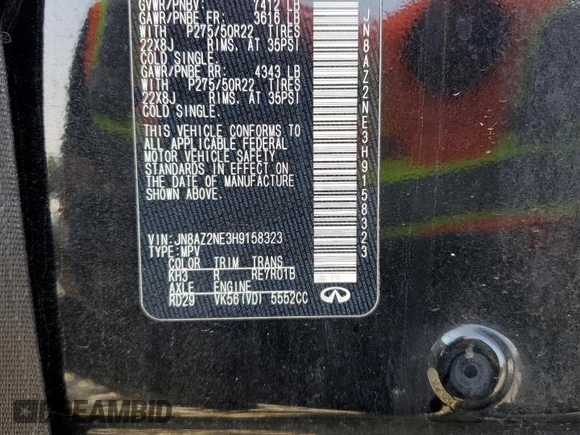 GVWR/PNBV: 7412 LB
GAWR/PNBE FR: 3616 LB
WITH P275/50R22 TIRES
22X8J RIMS. AT 35PSI
COLD SINGLE.
GAWR/PNBE RR: 4343 LB
WITH P275/50R22 TIRES
22X8J RIMS. AT 35PSI
COLD SINGLE.
THIS VEHICLE CONFORMS TO
ALL APPLICABLE FEDERAL
MOTOR VEHICLE SAFETY
STANDARDS IN EFFECT ON
THE DATE OF MANUFACTURE
SHOWN ABOVE.
VIN: JN8AZ2NE3H9158323
TYPE: MPV
COLOR TRIM TRANS
KH3 R RE7R01B
AXLE ENGINE
RD29 VK56(VD) 5552CC
JN8AZ2NE3H9158323
DREAMBID